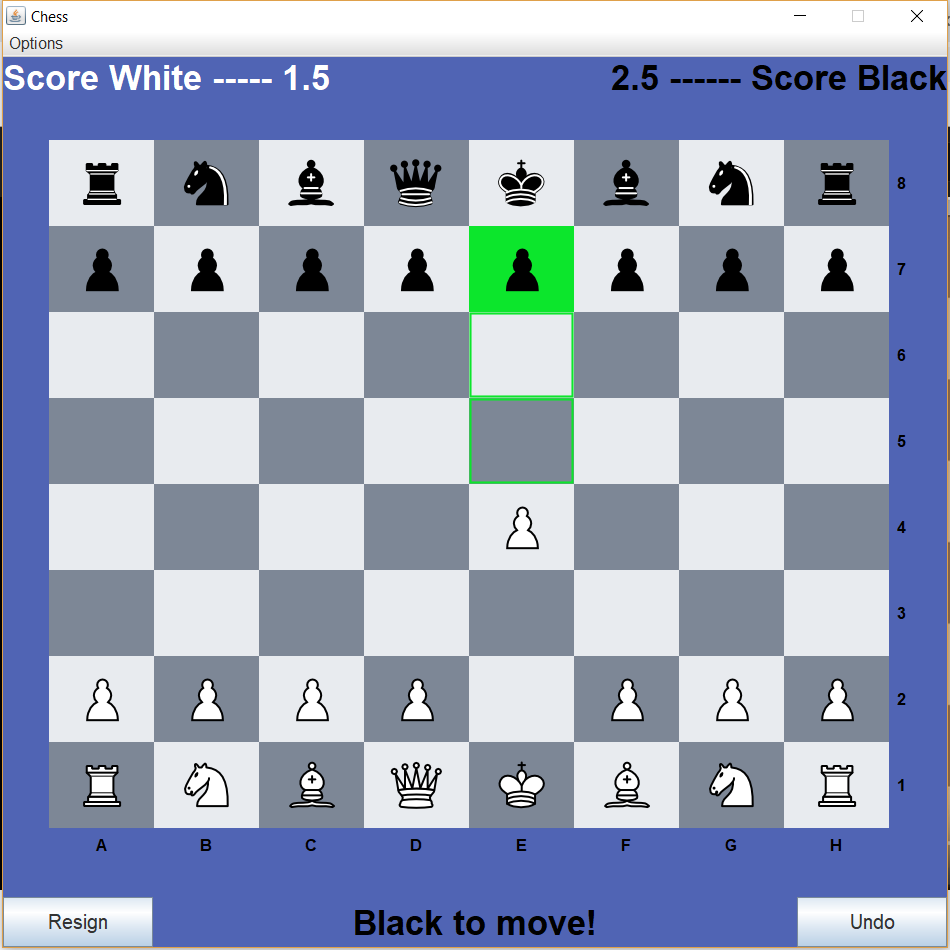 Chess
Options
Score White ----- 1.5
2.5 ------ Score Black
8
7
6
5
4
3
2
1
A B C D E F G H
Resign
Black to move!
Undo